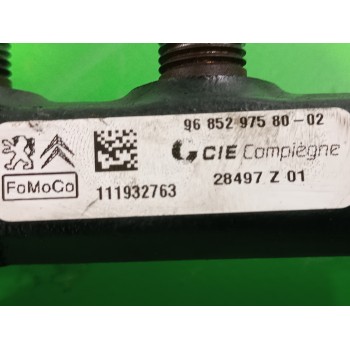 96 852 975 80-02
CIE Compiègne
FoMoCo
111932763
28497 Z 01